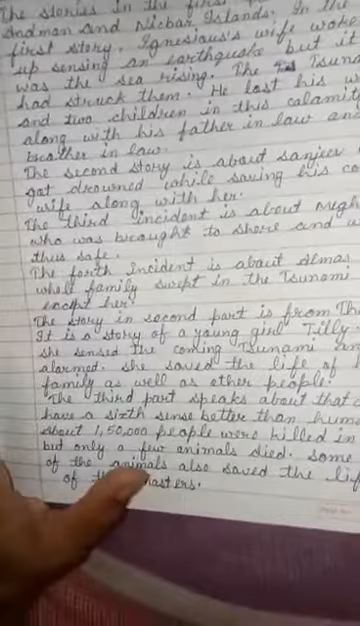 The stories in the first
Andman and Nicbar Islands. In the
first story. Ignesious's wife woke
up sensing an earthquake but it
was the sea rising. The Tsuna
had struck them. He lost his w
and two children in this calamit
along with his father in law an
brother in law.
The second story is about sanjeev
got drowned while saving his co
wife along with her.
The third incident is about Megh
who was brought to shore and w
thus safe.
The forth incident is about Almas
whole family swept in the Tsunami
except her.
The story in second part is from Th
It is a story of a young girl Tilly
she sensed the coming Tsunami an
alarmed. she saved the life of
family as well as other people.
The third part speaks about that a
have a sixth sense better than huma
about 1,50,000 people were killed in
but only a few animals died. Some
of the animals also saved the lif
of th masters.